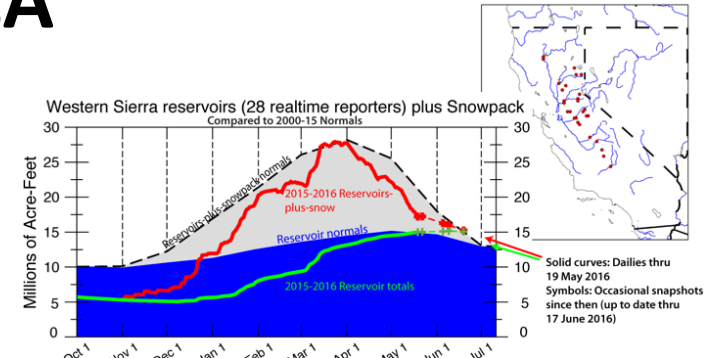 Western Sierra reservoirs (28 realtime reporters) plus Snowpack
Compared to 2000-15 Normals
Millions of Acre-Feet
30
25
20
15
10
5
0
30
25
20
15
10
5
0
Reservoirs-plus-snowpack normals
2015-2016 Reservoirs-
plus-snow
Reservoir normals
2015-2016 Reservoir totals
Oct 1
Nov 1
Dec 1
Jan 1
Feb 1
Mar 1
Apr 1
May 1
Jun 1
Jul 1
Solid curves: Dailies thru
19 May 2016
Symbols: Occasional snapshots
since then (up to date thru
17 June 2016)